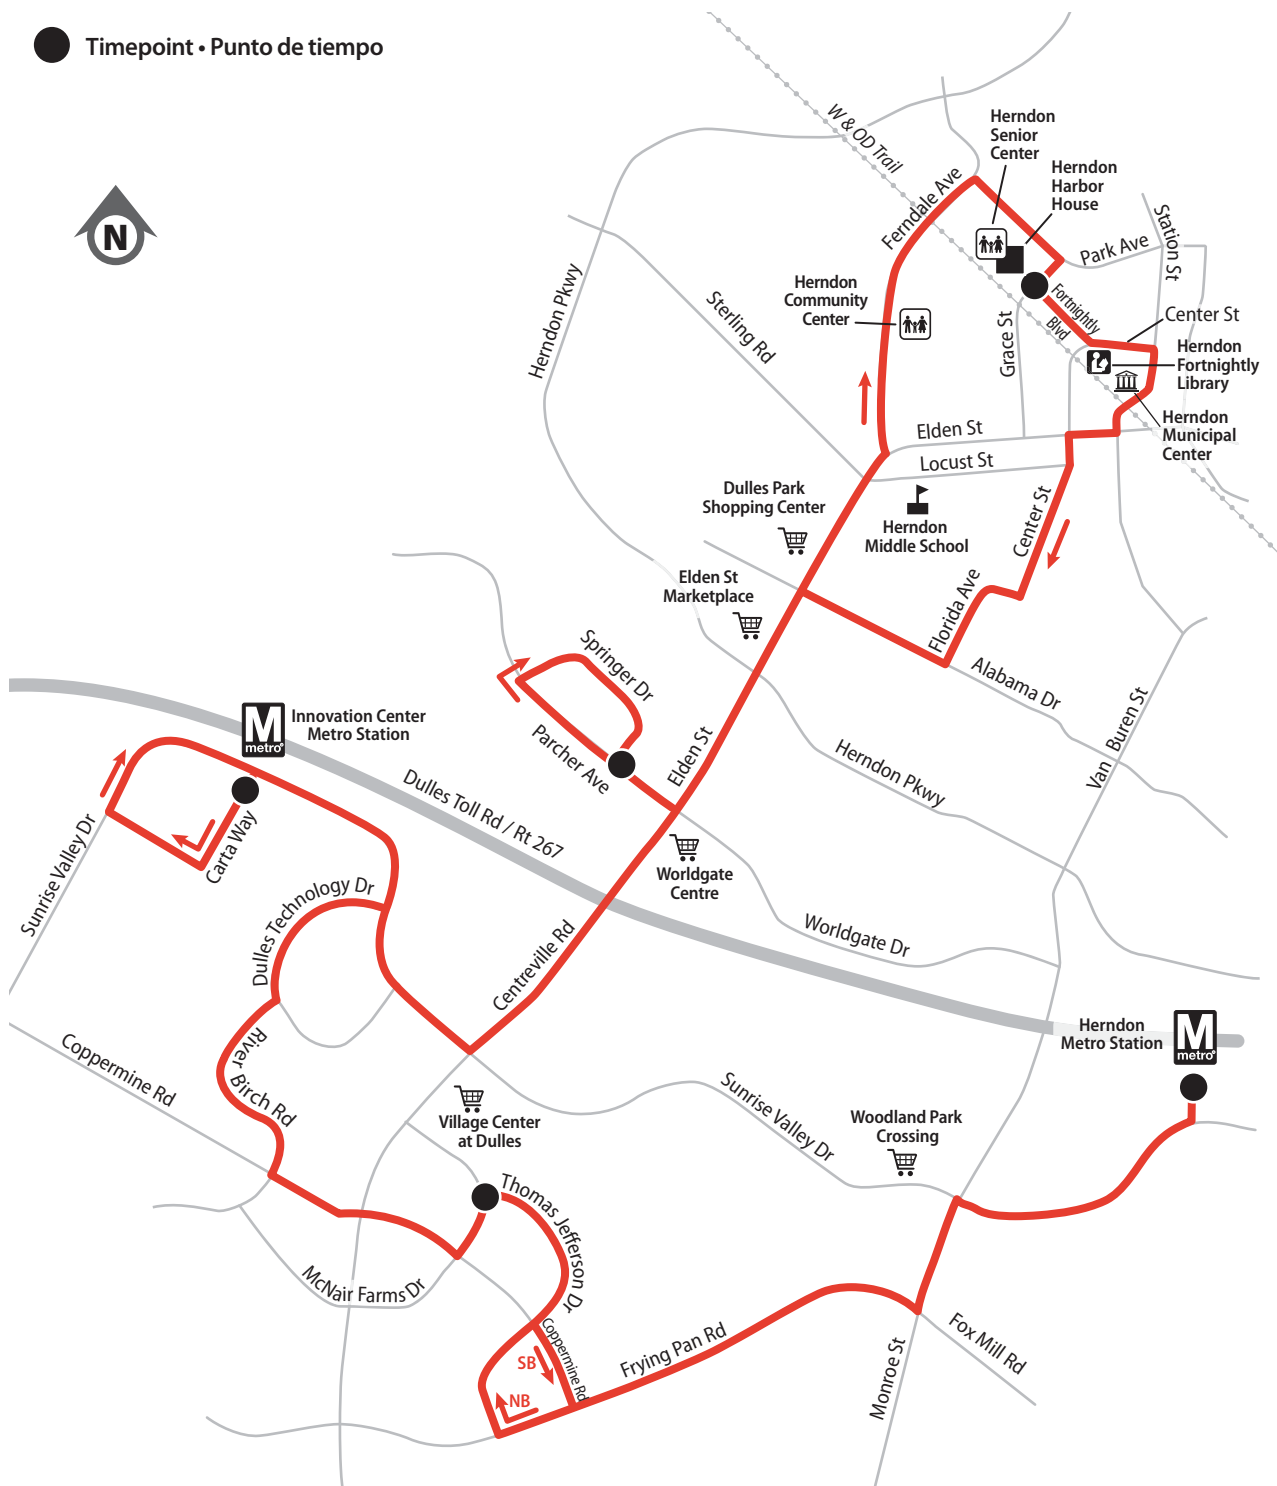 Timepoint • Punto de tiempo
N
W & OD Trail
Herndon
Senior
Center
Herndon
Harbor
House
Ferndale Ave
Station St
Park Ave
Herndon
Community
Center
Herndon Pkwy
Sterling Rd
Fortnightly
Blvd
Grace St
Center St
Herndon
Fortnightly
Library
Herndon
Municipal
Center
Elden St
Locust St
Dulles Park
Shopping Center
Herndon
Middle School
Center St
Elden St
Marketplace
Florida Ave
Alabama Dr
Springer Dr
Parcher Ave
Elden St
Van Buren St
Herndon Pkwy
M
metro®
Innovation Center
Metro Station
Dulles Toll Rd / Rt 267
Carta Way
Sunrise Valley Dr
Worldgate
Centre
Dulles Technology Dr
Worldgate Dr
Centreville Rd
Herndon
Metro Station
M
metro®
River Birch Rd
Coppermine Rd
Village Center
at Dulles
Sunrise Valley Dr
Woodland Park
Crossing
Thomas Jefferson Dr
McNair Farms Dr
Coppermine Rd
SB
NB
Frying Pan Rd
Fox Mill Rd
Monroe St